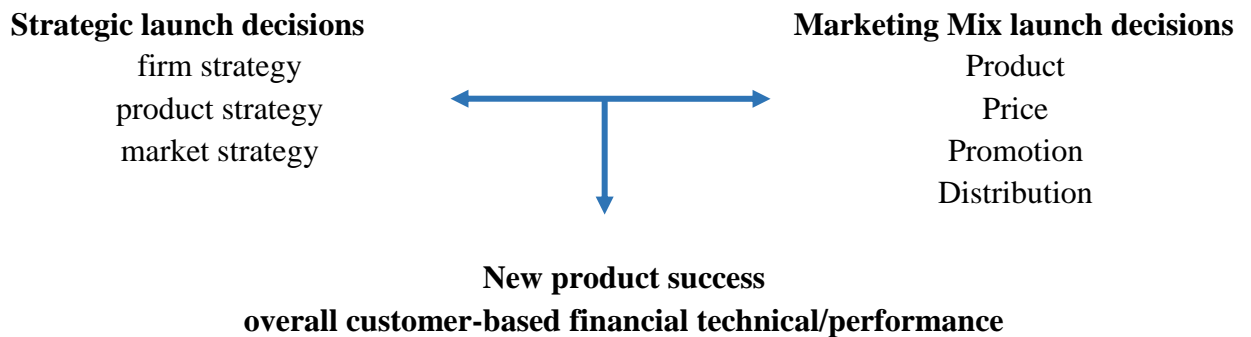 Strategic launch decisions
firm strategy
product strategy
market strategy
Marketing Mix launch decisions
Product
Price
Promotion
Distribution
New product success
overall customer-based financial technical/performance